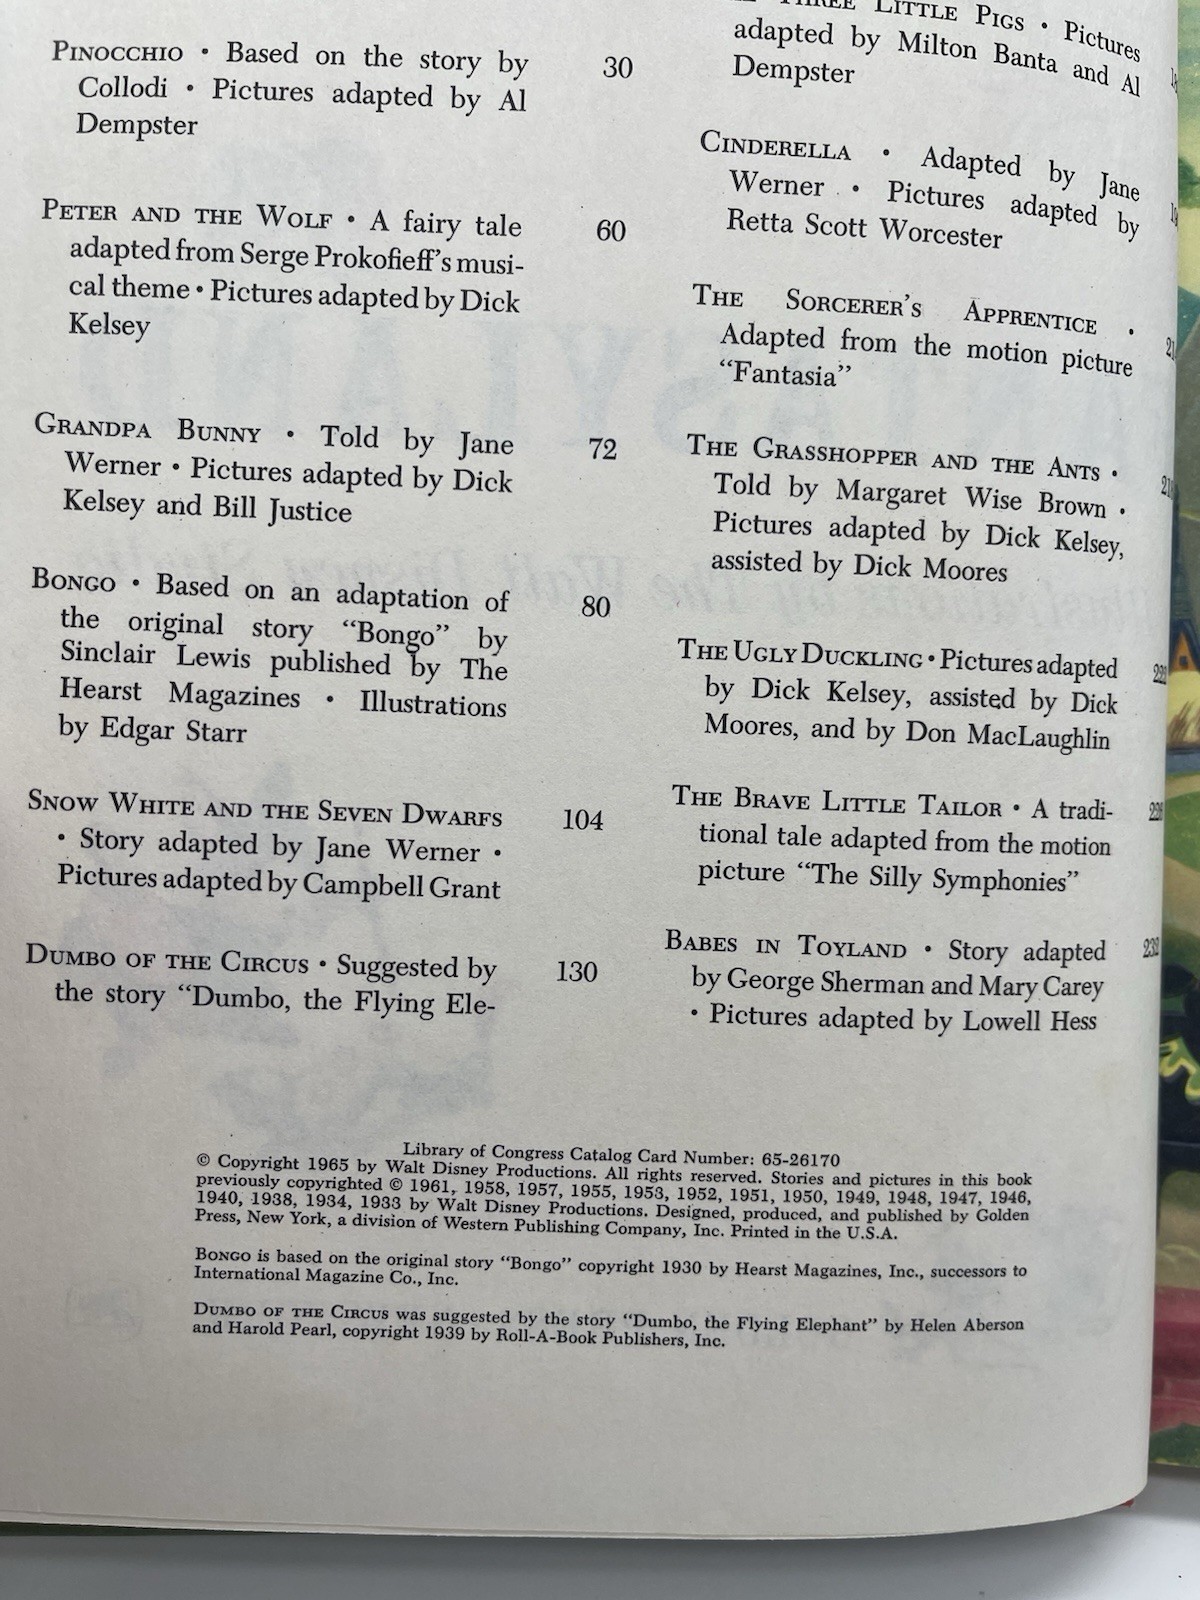 PINOCCHIO • Based on the story by 30
Collodi • Pictures adapted by Al
Dempster
PETER AND THE WOLF • A fairy tale 60
adapted from Serge Prokofieff's musi-
cal theme • Pictures adapted by Dick
Kelsey
GRANDPA BUNNY • Told by Jane 72
Werner • Pictures adapted by Dick
Kelsey and Bill Justice
BONGO • Based on an adaptation of 80
the original story “Bongo” by
Sinclair Lewis published by The
Hearst Magazines • Illustrations
by Edgar Starr
SNOW WHITE AND THE SEVEN DWARFS 104
• Story adapted by Jane Werner •
Pictures adapted by Campbell Grant
DUMBO OF THE CIRCUS • Suggested by 130
the story “Dumbo, the Flying Ele-
THREE LITTLE PIGS • Pictures
adapted by Milton Banta and Al
Dempster
CINDERELLA • Adapted by Jane
Werner • Pictures adapted by
Retta Scott Worcester
THE SORCERER'S APPRENTICE •
Adapted from the motion picture
“Fantasia”
THE GRASSHOPPER AND THE ANTS •
Told by Margaret Wise Brown •
Pictures adapted by Dick Kelsey,
assisted by Dick Moores
THE UGLY DUCKLING • Pictures adapted
by Dick Kelsey, assisted by Dick
Moores, and by Don MacLaughlin
THE BRAVE LITTLE TAILOR • A tradi-
tional tale adapted from the motion
picture “The Silly Symphonies”
BABES IN TOYLAND • Story adapted 232
by George Sherman and Mary Carey
• Pictures adapted by Lowell Hess
Library of Congress Catalog Card Number: 65-26170
© Copyright 1965 by Walt Disney Productions. All rights reserved. Stories and pictures in this book
previously copyrighted © 1961, 1958, 1957, 1955, 1953, 1952, 1951, 1950, 1949, 1948, 1947, 1946,
1940, 1938, 1934, 1933 by Walt Disney Productions. Designed, produced, and published by Golden
Press, New York, a division of Western Publishing Company, Inc. Printed in the U.S.A.
BONGO is based on the original story “Bongo” copyright 1930 by Hearst Magazines, Inc., successors to
International Magazine Co., Inc.
DUMBO OF THE CIRCUS was suggested by the story “Dumbo, the Flying Elephant” by Helen Aberson
and Harold Pearl, copyright 1939 by Roll-A-Book Publishers, Inc.